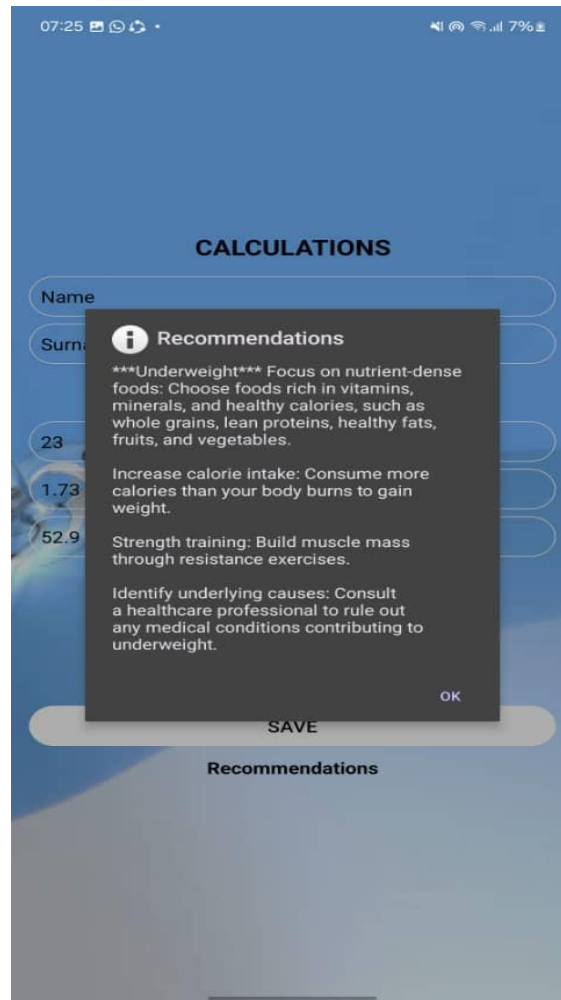 07:25
7%
CALCULATIONS
Name
Surn
Recommendations
***Underweight*** Focus on nutrient-dense
foods: Choose foods rich in vitamins,
minerals, and healthy calories, such as
whole grains, lean proteins, healthy fats,
fruits, and vegetables.
Increase calorie intake: Consume more
calories than your body burns to gain
weight.
Strength training: Build muscle mass
through resistance exercises.
Identify underlying causes: Consult
a healthcare professional to rule out
any medical conditions contributing to
underweight.
OK
23
1.73
52.9
SAVE
Recommendations